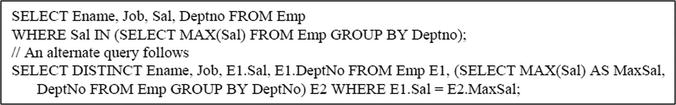 SELECT Ename, Job, Sal, Deptno FROM Emp
WHERE Sal IN (SELECT MAX(Sal) FROM Emp GROUP BY Deptno);
// An alternate query follows
SELECT DISTINCT Ename, Job, E1.Sal, E1.DeptNo FROM Emp E1, (SELECT MAX(Sal) AS MaxSal,
DeptNo FROM Emp GROUP BY DeptNo) E2 WHERE E1.Sal = E2.MaxSal;